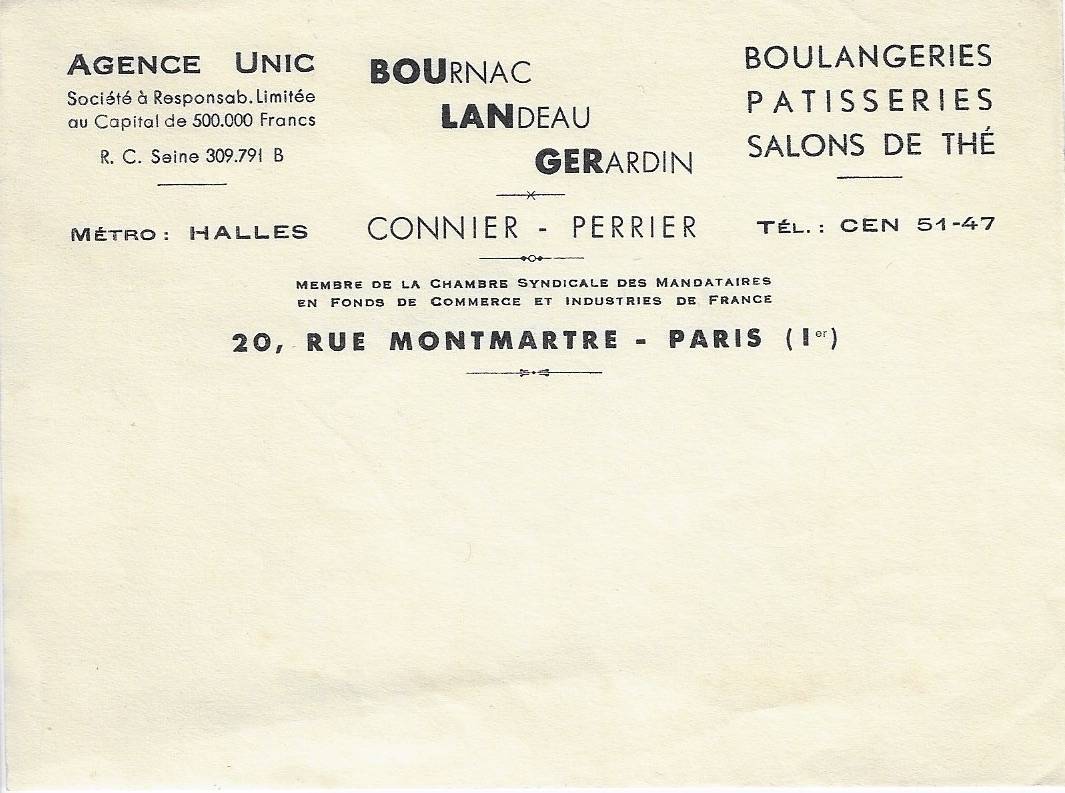 AGENCE UNIC
Société à Responsab. Limitée
au Capital de 500.000 Francs
R. C. Seine 309.791 B
MÉTRO : HALLES
BOURNAC
LANDEAU
GERARDIN
CONNIER - PERRIER
BOULANGERIES
PATISSERIES
SALONS DE THÉ
TÉL. : CEN 51-47
MEMBRE DE LA CHAMBRE SYNDICALE DES MANDATAIRES
EN FONDS DE COMMERCE ET INDUSTRIES DE FRANCE
20, RUE MONTMARTRE - PARIS (Ier)